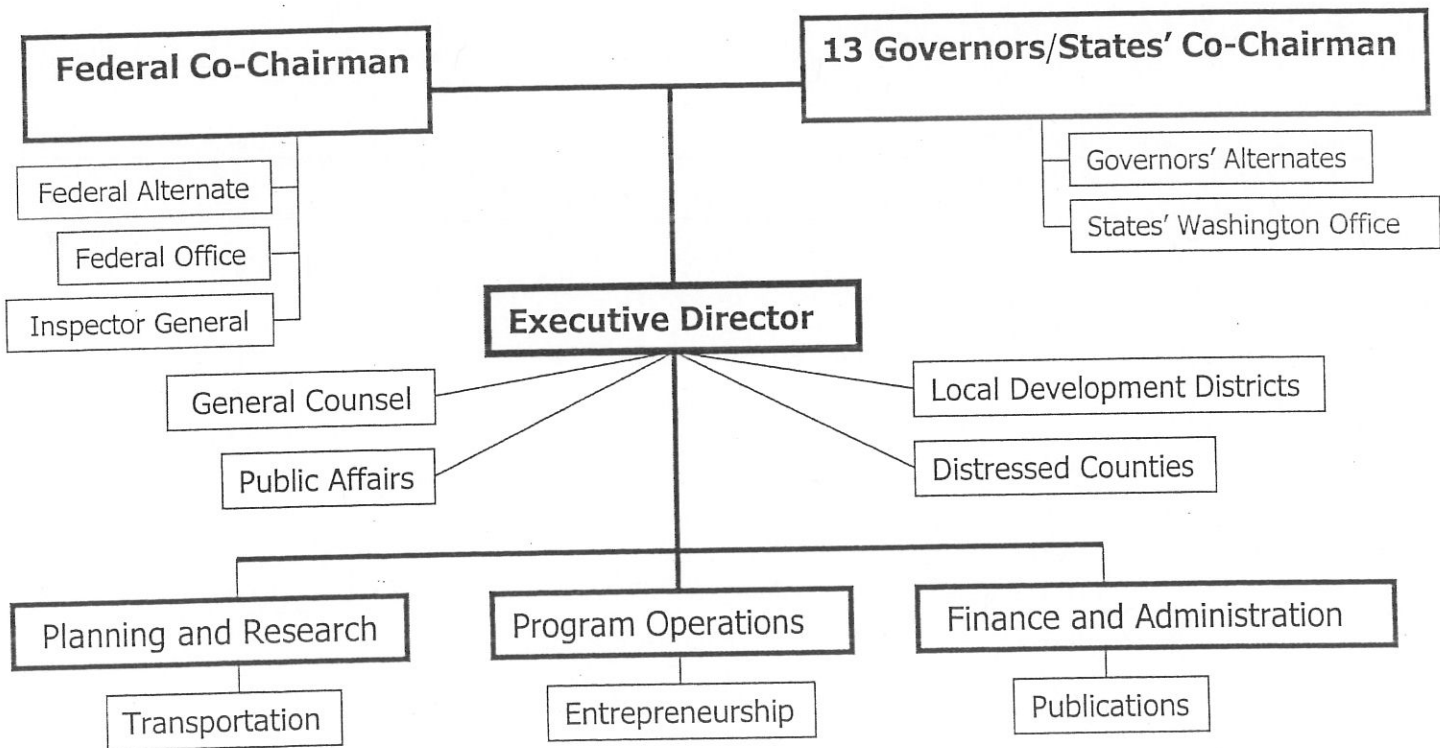 Federal Co-Chairman
13 Governors/States’ Co-Chairman
Federal Alternate
Federal Office
Inspector General
Governors’ Alternates
States’ Washington Office
Executive Director
General Counsel
Public Affairs
Local Development Districts
Distressed Counties
Planning and Research
Program Operations
Finance and Administration
Transportation
Entrepreneurship
Publications